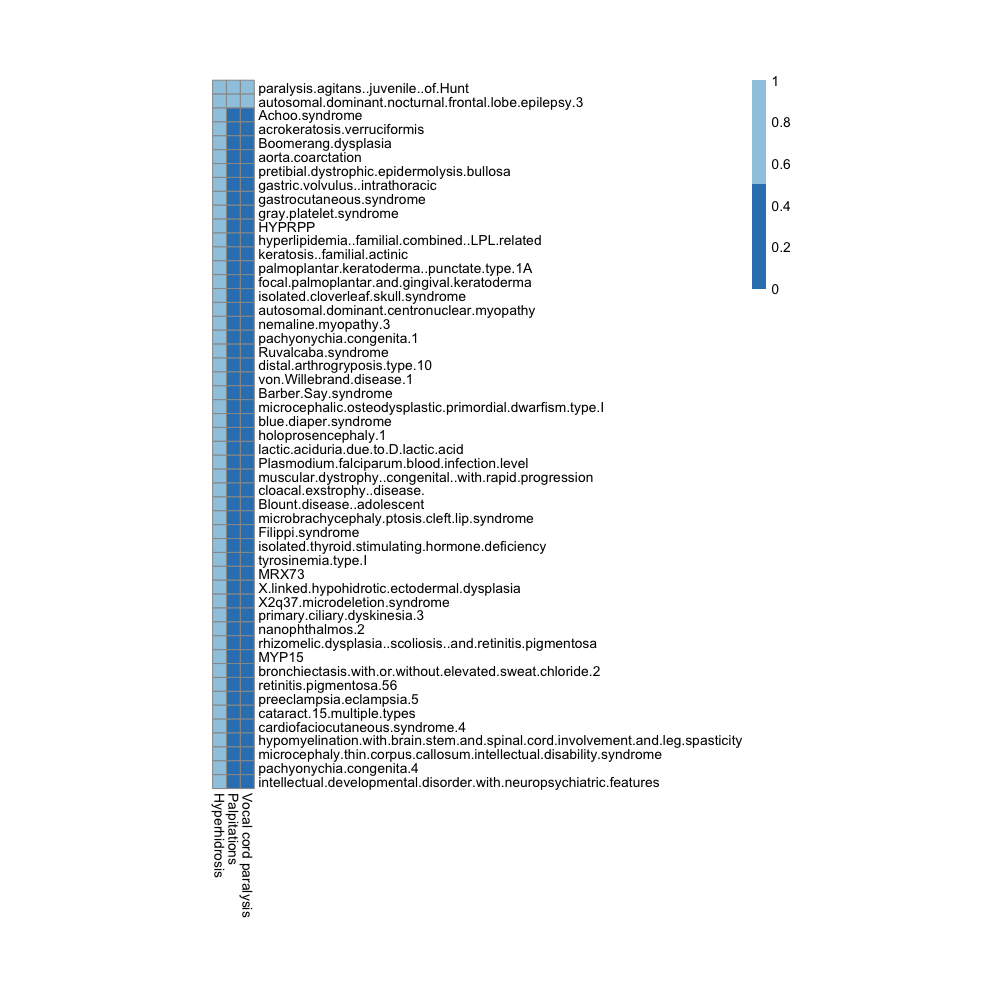 paralysis.agitans..juvenile..of.Hunt
autosomal.dominant.nocturnal.frontal.lobe.epilepsy.3
Achoo.syndrome
acrokeratosis.verruciformis
Boomerang.dysplasia
aorta.coarctation
pretibial.dystrophic.epidermolysis.bullosa
gastric.volvulus..intrathoracic
gastrocutaneous.syndrome
gray.platelet.syndrome
HYPRPP
hyperlipidemia..familial.combined..LPL.related
keratosis..familial.actinic
palmoplantar.keratoderma..punctate.type.1A
focal.palmoplantar.and.gingival.keratoderma
isolated.cloverleaf.skull.syndrome
autosomal.dominant.centronuclear.myopathy
nemaline.myopathy.3
pachyonychia.congenita.1
Ruvalcaba.syndrome
distal.arthrogryposis.type.10
von.Willebrand.disease.1
Barber.Say.syndrome
microcephalic.osteodysplastic.primordial.dwarfism.type.I
blue.diaper.syndrome
holoprosencephaly.1
lactic.aciduria.due.to.D.lactic.acid
Plasmodium.falciparum.blood.infection.level
muscular.dystrophy..congenital..with.rapid.progression
cloacal.exstrophy..disease.
Blount.disease..adolescent
microbrachycephaly.ptosis.cleft.lip.syndrome
Filippi.syndrome
isolated.thyroid.stimulating.hormone.deficiency
tyrosinemia.type.I
MRX73
X.linked.hypohidrotic.ectodermal.dysplasia
X2q37.microdeletion.syndrome
primary.ciliary.dyskinesia.3
nanophthalmos.2
rhizomelic.dysplasia..scoliosis..and.retinitis.pigmentosa
MYP15
bronchiectasis.with.or.without.elevated.sweat.chloride.2
retinitis.pigmentosa.56
preeclampsia.eclampsia.5
cataract.15.multiple.types
cardiofaciocutaneous.syndrome.4
hypomyelination.with.brain.stem.and.spinal.cord.involvement.and.leg.spasticity
microcephaly.thin.corpus.callosum.intellectual.disability.syndrome
pachyonychia.congenita.4
intellectual.developmental.disorder.with.neuropsychiatric.features
Hyperhidrosis
Palpitations
Vocal cord paralysis
1
0.8
0.6
0.4
0.2
0